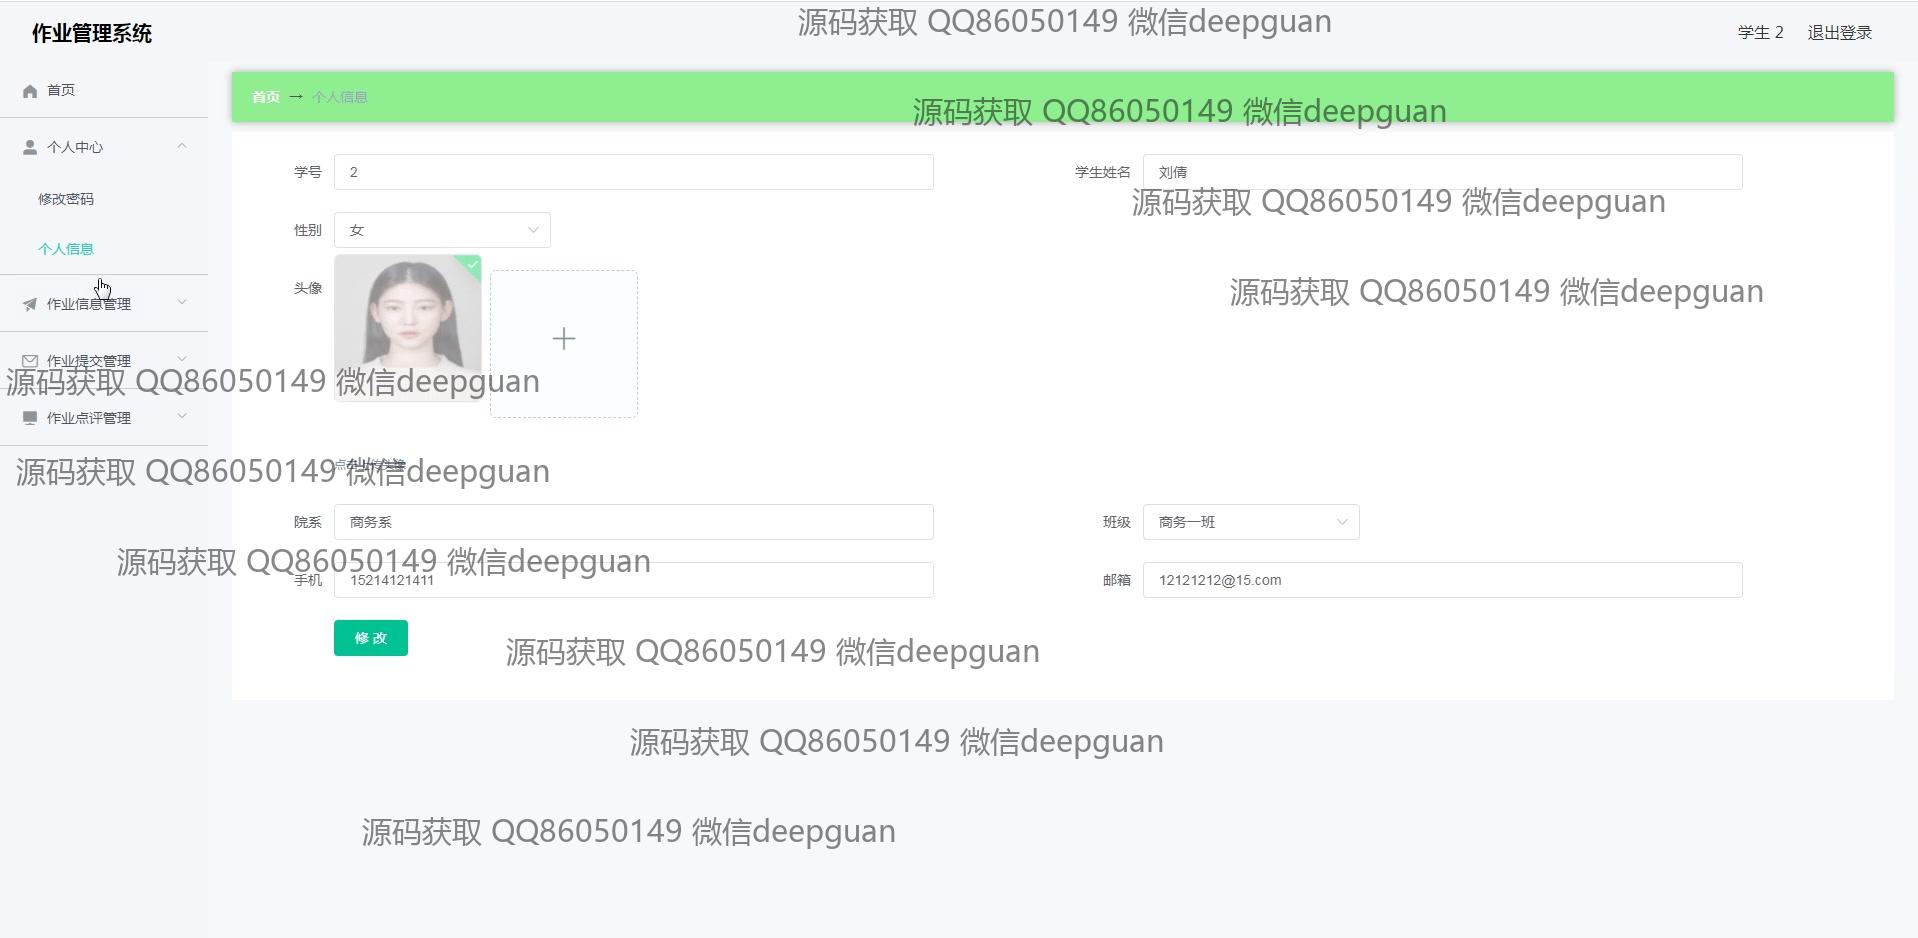 源码获取 QQ86050149 微信deepguan
作业管理系统
学生 2 退出登录
首页
首页 → 个人信息
源码获取 QQ86050149 微信deepguan
个人中心
学号 2
学生姓名 刘倩
修改密码
源码获取 QQ86050149 微信deepguan
性别 女
个人信息
头像
源码获取 QQ86050149 微信deepguan
作业信息管理
作业提交管理
源码获取 QQ86050149 微信deepguan
作业点评管理
点击上传头像
源码获取 QQ86050149 微信deepguan
院系 商务系
班级 商务一班
源码获取 QQ86050149 微信deepguan
手机 15214121411
邮箱 12121212@15.com
修 改
源码获取 QQ86050149 微信deepguan
源码获取 QQ86050149 微信deepguan
源码获取 QQ86050149 微信deepguan